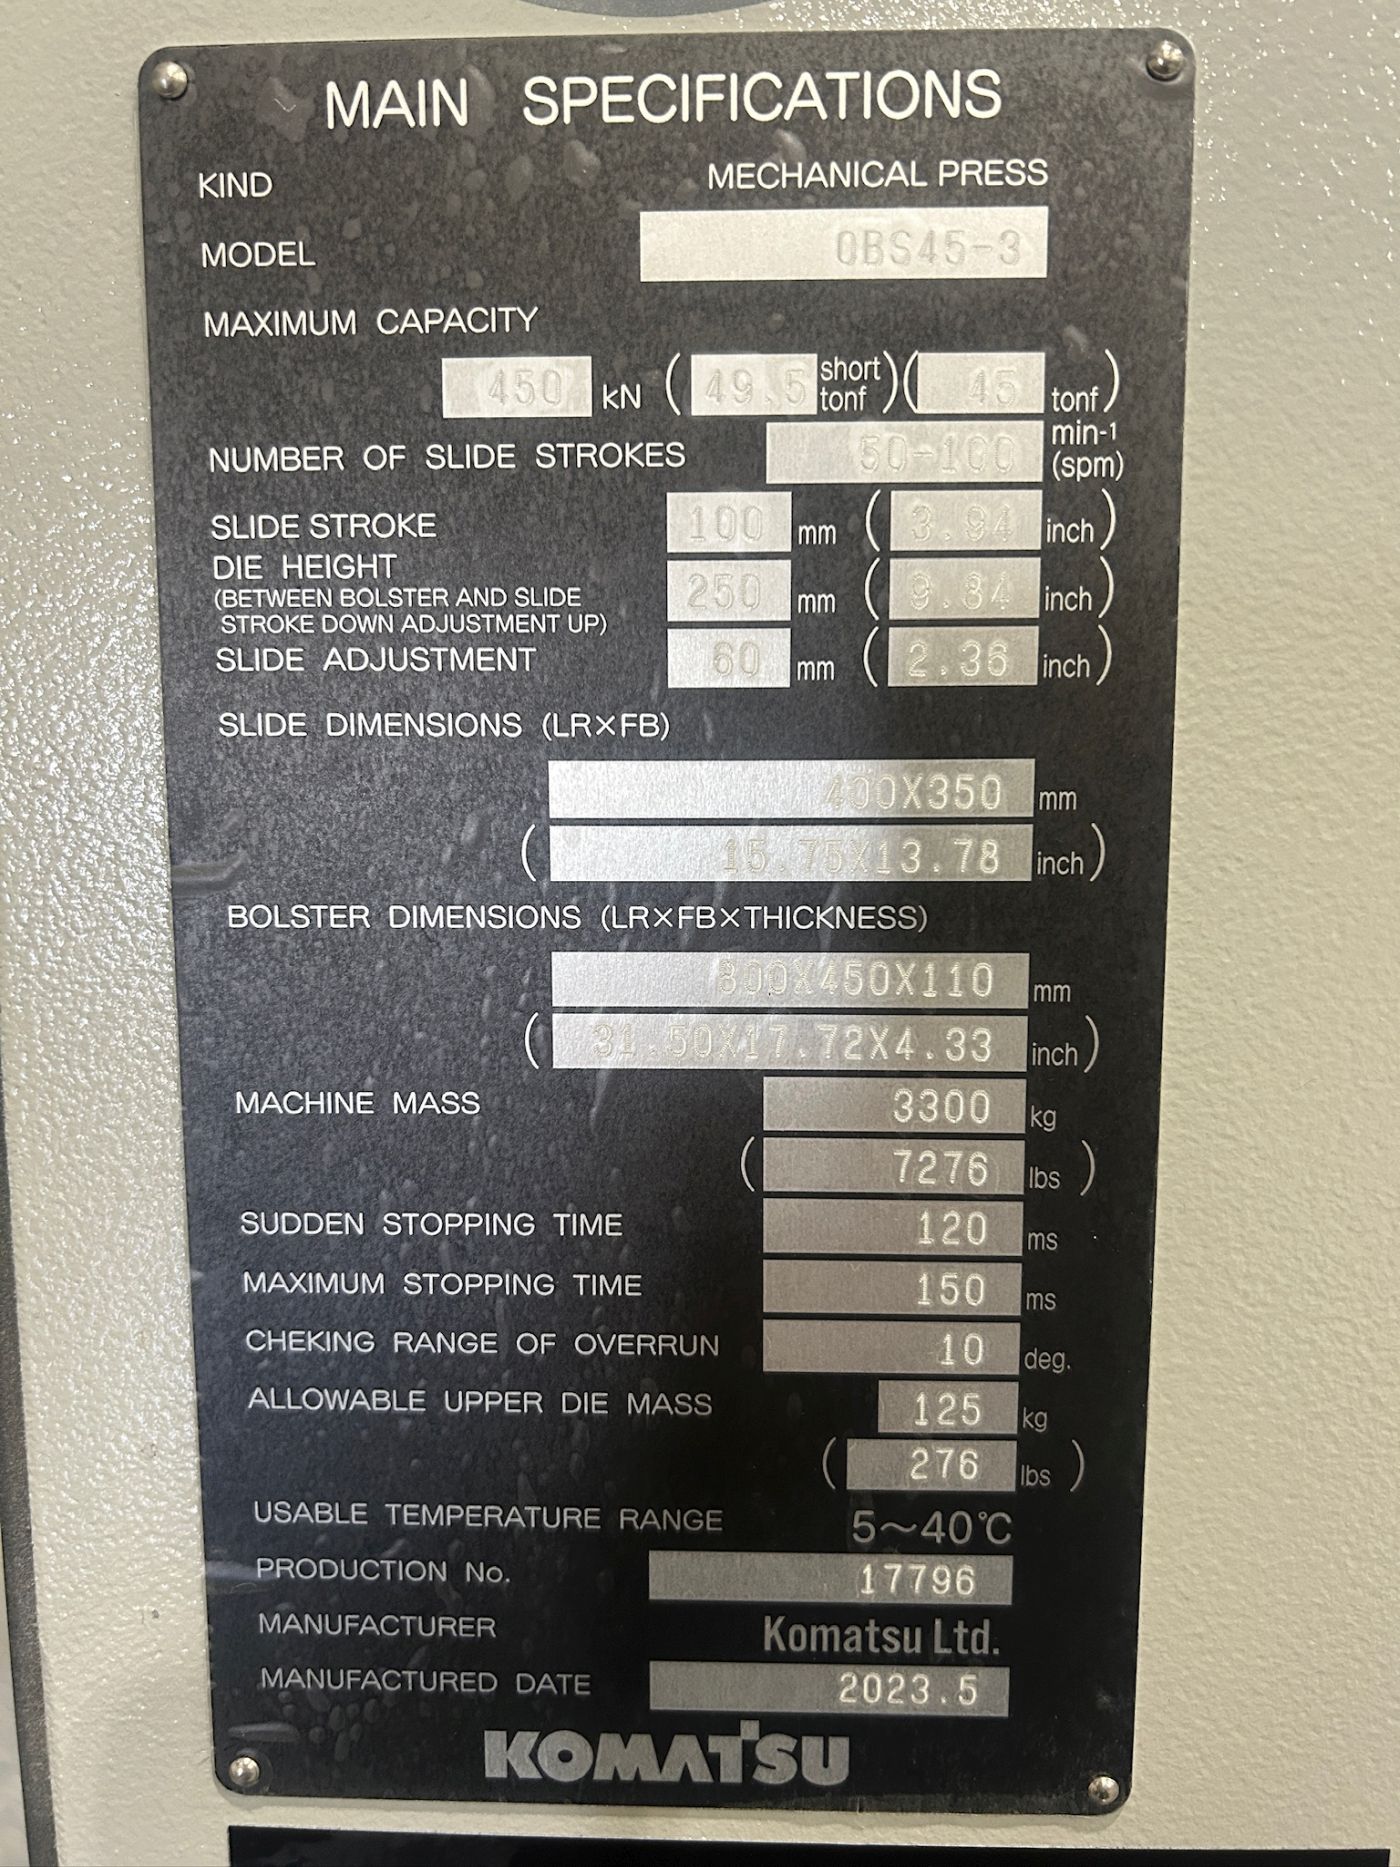 MAIN SPECIFICATIONS
KIND MECHANICAL PRESS
MODEL OBS45-3
MAXIMUM CAPACITY
450 kN (49.5 short tonf) (45 tonf)
NUMBER OF SLIDE STROKES 50-100 min-1 (spm)
SLIDE STROKE 100 mm (3.94 inch)
DIE HEIGHT
(BETWEEN BOLSTER AND SLIDE 250 mm (9.84 inch)
STROKE DOWN ADJUSTMENT UP)
SLIDE ADJUSTMENT 60 mm (2.36 inch)
SLIDE DIMENSIONS (LR×FB)
400X350 mm
(15.75X13.78 inch)
BOLSTER DIMENSIONS (LR×FB×THICKNESS)
800X450X110 mm
(31.50X17.72X4.33 inch)
MACHINE MASS 3300 kg
(7276 lbs)
SUDDEN STOPPING TIME 120 ms
MAXIMUM STOPPING TIME 150 ms
CHEKING RANGE OF OVERRUN 10 deg.
ALLOWABLE UPPER DIE MASS 125 kg
(276 lbs)
USABLE TEMPERATURE RANGE 5～40℃
PRODUCTION No. 17796
MANUFACTURER Komatsu Ltd.
MANUFACTURED DATE 2023.5
KOMATSU